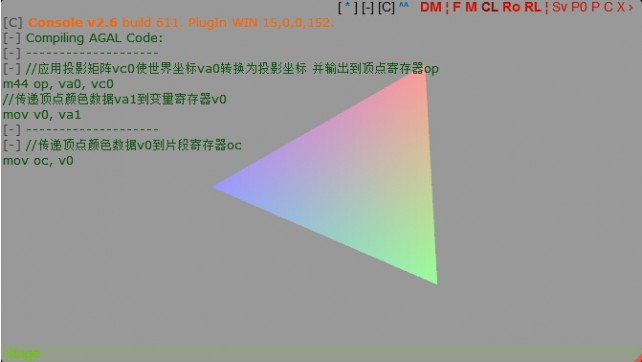 [ * ] [-] [C] ^^ DM ¦ F M CL Ro RL ¦ Sv P0 P C X ›
[C] Console v2.6 build 611. PlugIn WIN 15,0,0,152.
[-] Compiling AGAL Code:
[-] --------------------
[-] //应用投影矩阵vc0使世界坐标va0转换为投影坐标 并输出到顶点寄存器op
m44 op, va0, vc0
//传递顶点颜色数据va1到变量寄存器v0
mov v0, va1
[-] --------------------
[-] //传递顶点颜色数据v0到片段寄存器oc
mov oc, v0